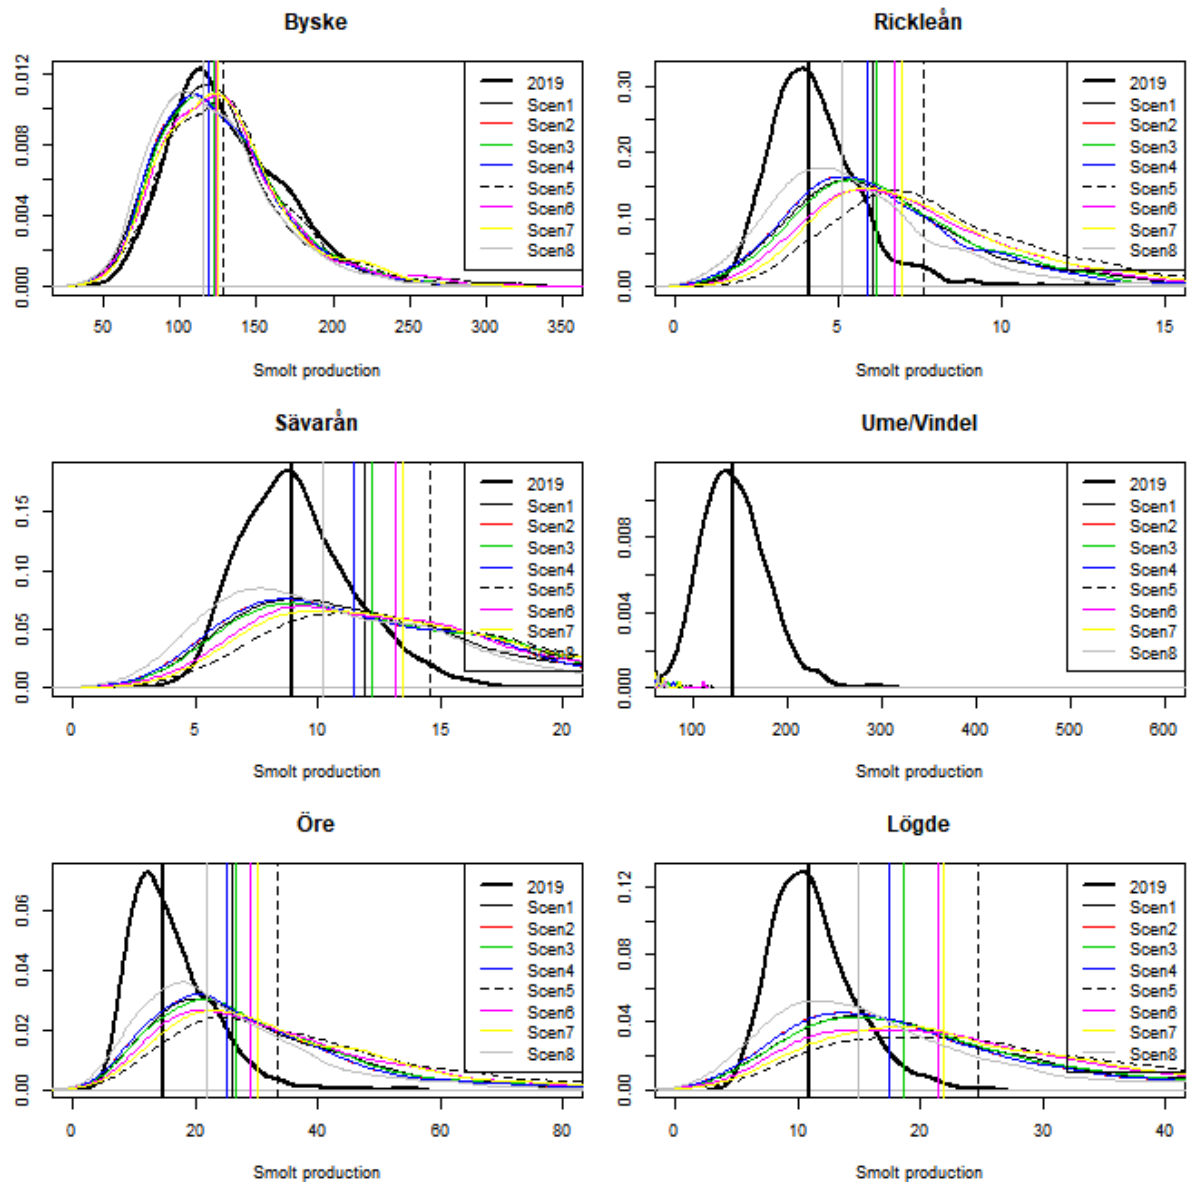 Byske
0.000 0.004 0.008 0.012
2019
Scen1
Scen2
Scen3
Scen4
Scen5
Scen6
Scen7
Scen8
50 100 150 200 250 300 350
Smolt production
Rickleån
0.00 0.10 0.20 0.30
2019
Scen1
Scen2
Scen3
Scen4
Scen5
Scen6
Scen7
Scen8
0 5 10 15
Smolt production
Sävarån
0.00 0.05 0.10 0.15
2019
Scen1
Scen2
Scen3
Scen4
Scen5
Scen6
Scen7
Scen8
0 5 10 15 20
Smolt production
Ume/Vindel
0.000 0.004 0.008
2019
Scen1
Scen2
Scen3
Scen4
Scen5
Scen6
Scen7
Scen8
100 200 300 400 500 600
Smolt production
Öre
0.00 0.02 0.04 0.06
2019
Scen1
Scen2
Scen3
Scen4
Scen5
Scen6
Scen7
Scen8
0 20 40 60 80
Smolt production
Lögde
0.00 0.04 0.08 0.12
2019
Scen1
Scen2
Scen3
Scen4
Scen5
Scen6
Scen7
Scen8
0 10 20 30 40
Smolt production